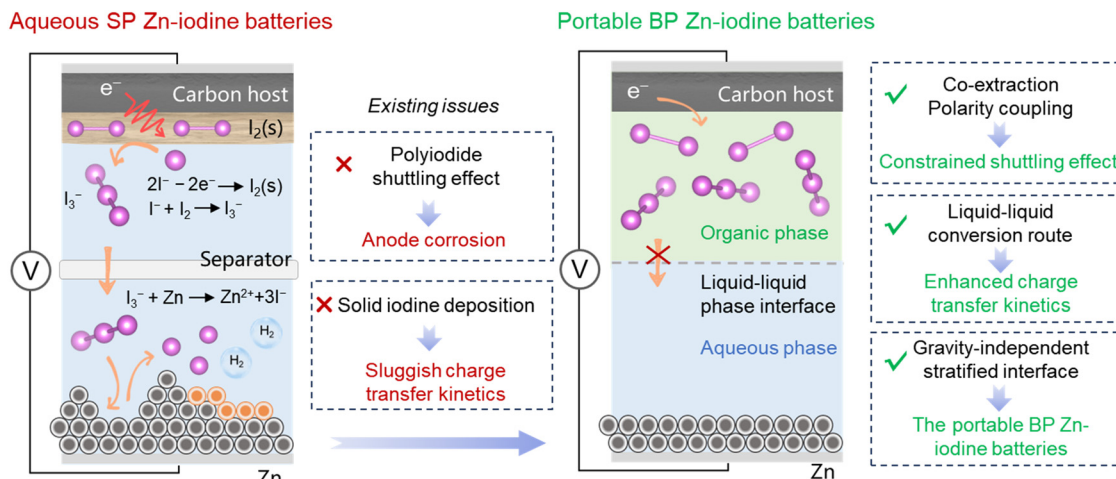 Aqueous SP Zn-iodine batteries
e⁻
Carbon host
I₂(s)
I₃⁻
2I⁻ − 2e⁻ → I₂(s)
I⁻ + I₂ → I₃⁻
V
Separator
I₃⁻ + Zn → Zn²⁺+3I⁻
H₂
H₂
Zn
Existing issues
Polyiodide
shuttling effect
Anode corrosion
Solid iodine deposition
Sluggish charge
transfer kinetics
Portable BP Zn-iodine batteries
e⁻
Carbon host
Organic phase
V
Liquid-liquid
phase interface
Aqueous phase
Zn
Co-extraction
Polarity coupling
Constrained shuttling effect
Liquid-liquid
conversion route
Enhanced charge
transfer kinetics
Gravity-independent
stratified interface
The portable BP Zn-
iodine batteries